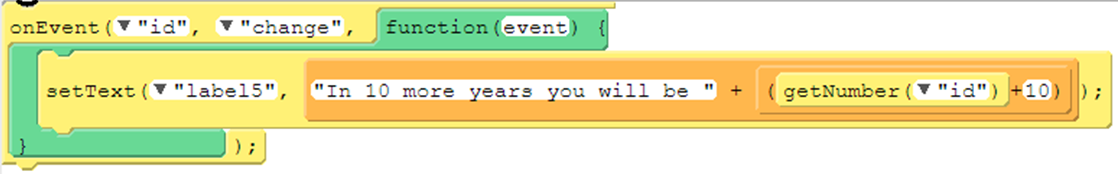 onEvent(▼"id", ▼"change", function(event) {
setText(▼"label5", "In 10 more years you will be " + (getNumber(▼"id")+10));
} );